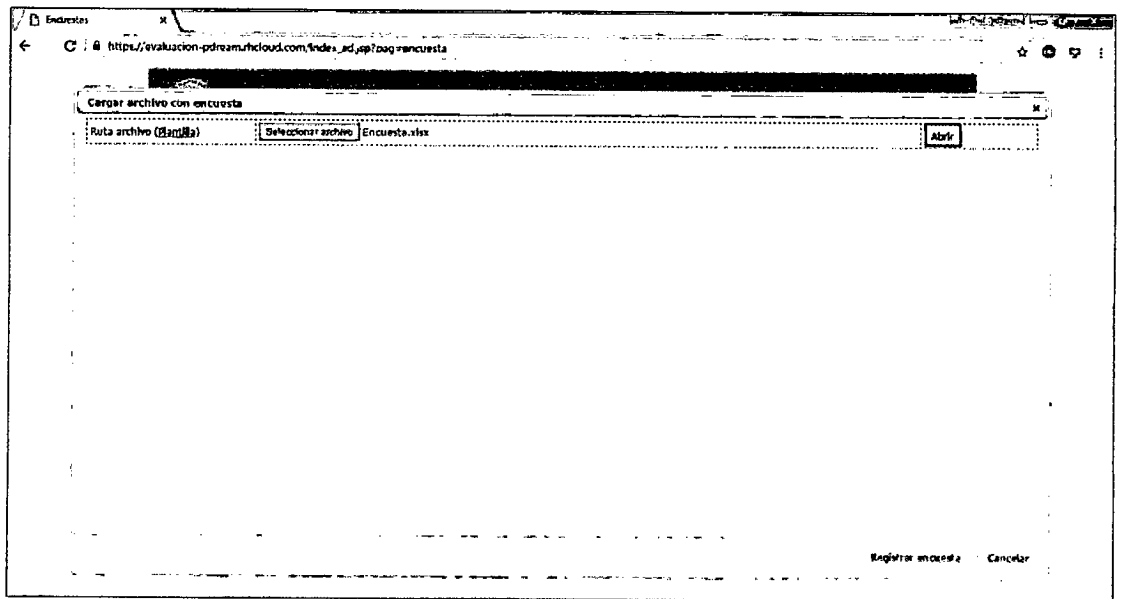 Encuestas ×
https://evaluacion-pdream.rhcloud.com/index_ad.jsp?pag=encuesta
Cargar archivo con encuesta ×
Ruta archivo (Plantilla) Seleccionar archivo Encuesta.xlsx Abrir
Registrar encuesta Cancelar